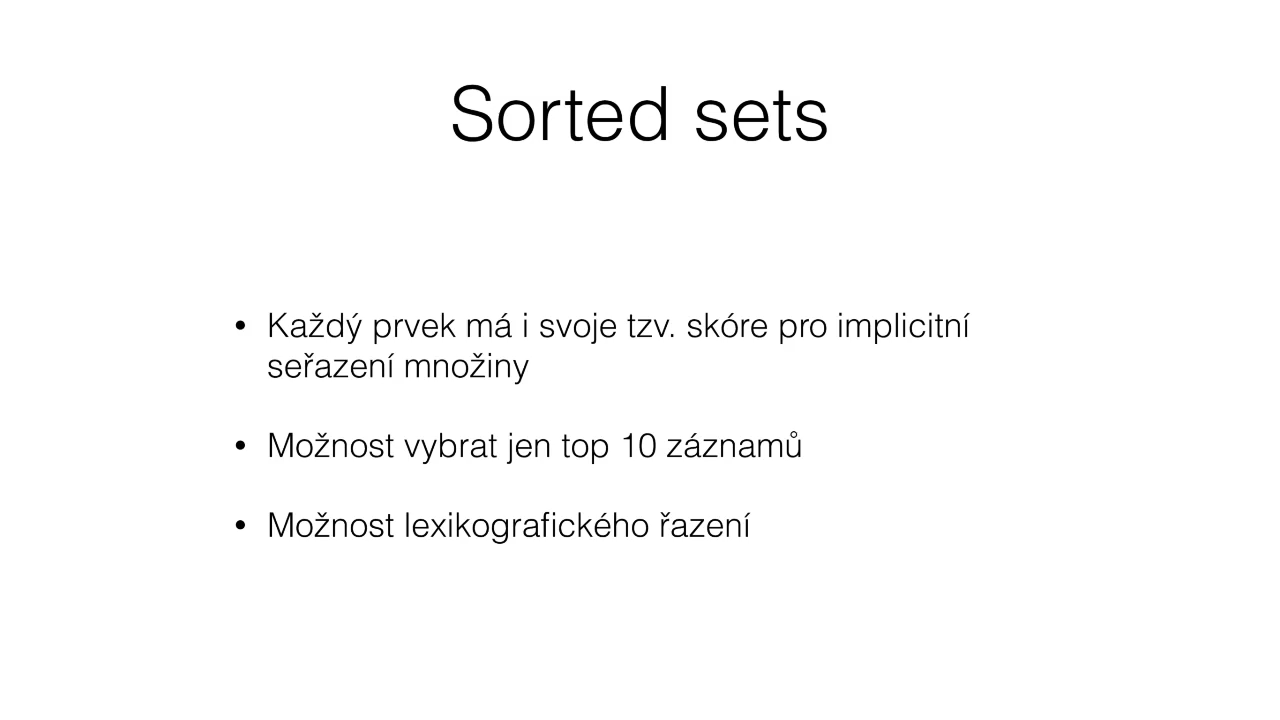 Sorted sets
• Každý prvek má i svoje tzv. skóre pro implicitní
seřazení množiny
• Možnost vybrat jen top 10 záznamů
• Možnost lexikografického řazení